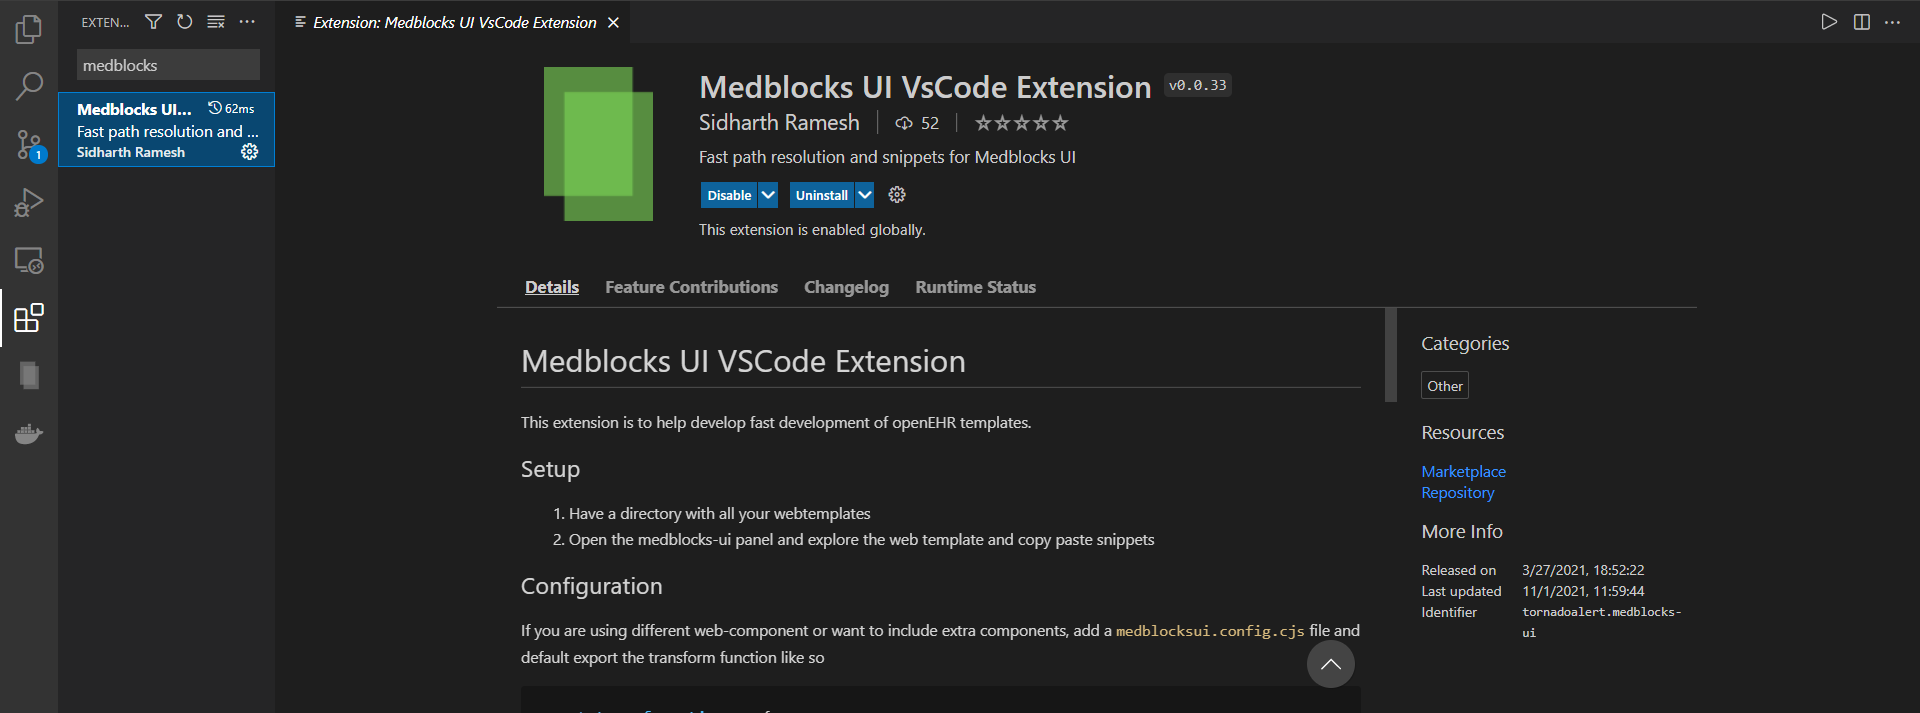 EXTEN...
Extension: Medblocks UI VsCode Extension
medblocks
Medblocks UI... 62ms
Fast path resolution and ...
Sidharth Ramesh
1
Medblocks UI VsCode Extension v0.0.33
Sidharth Ramesh 52
Fast path resolution and snippets for Medblocks UI
Disable Uninstall
This extension is enabled globally.
Details Feature Contributions Changelog Runtime Status
Medblocks UI VSCode Extension
This extension is to help develop fast development of openEHR templates.
Setup
1. Have a directory with all your webtemplates
2. Open the medblocks-ui panel and explore the web template and copy paste snippets
Configuration
If you are using different web-component or want to include extra components, add a medblocksui.config.cjs file and
default export the transform function like so
Categories
Other
Resources
Marketplace
Repository
More Info
Released on 3/27/2021, 18:52:22
Last updated 11/1/2021, 11:59:44
Identifier tornadoalert.medblocks-
ui